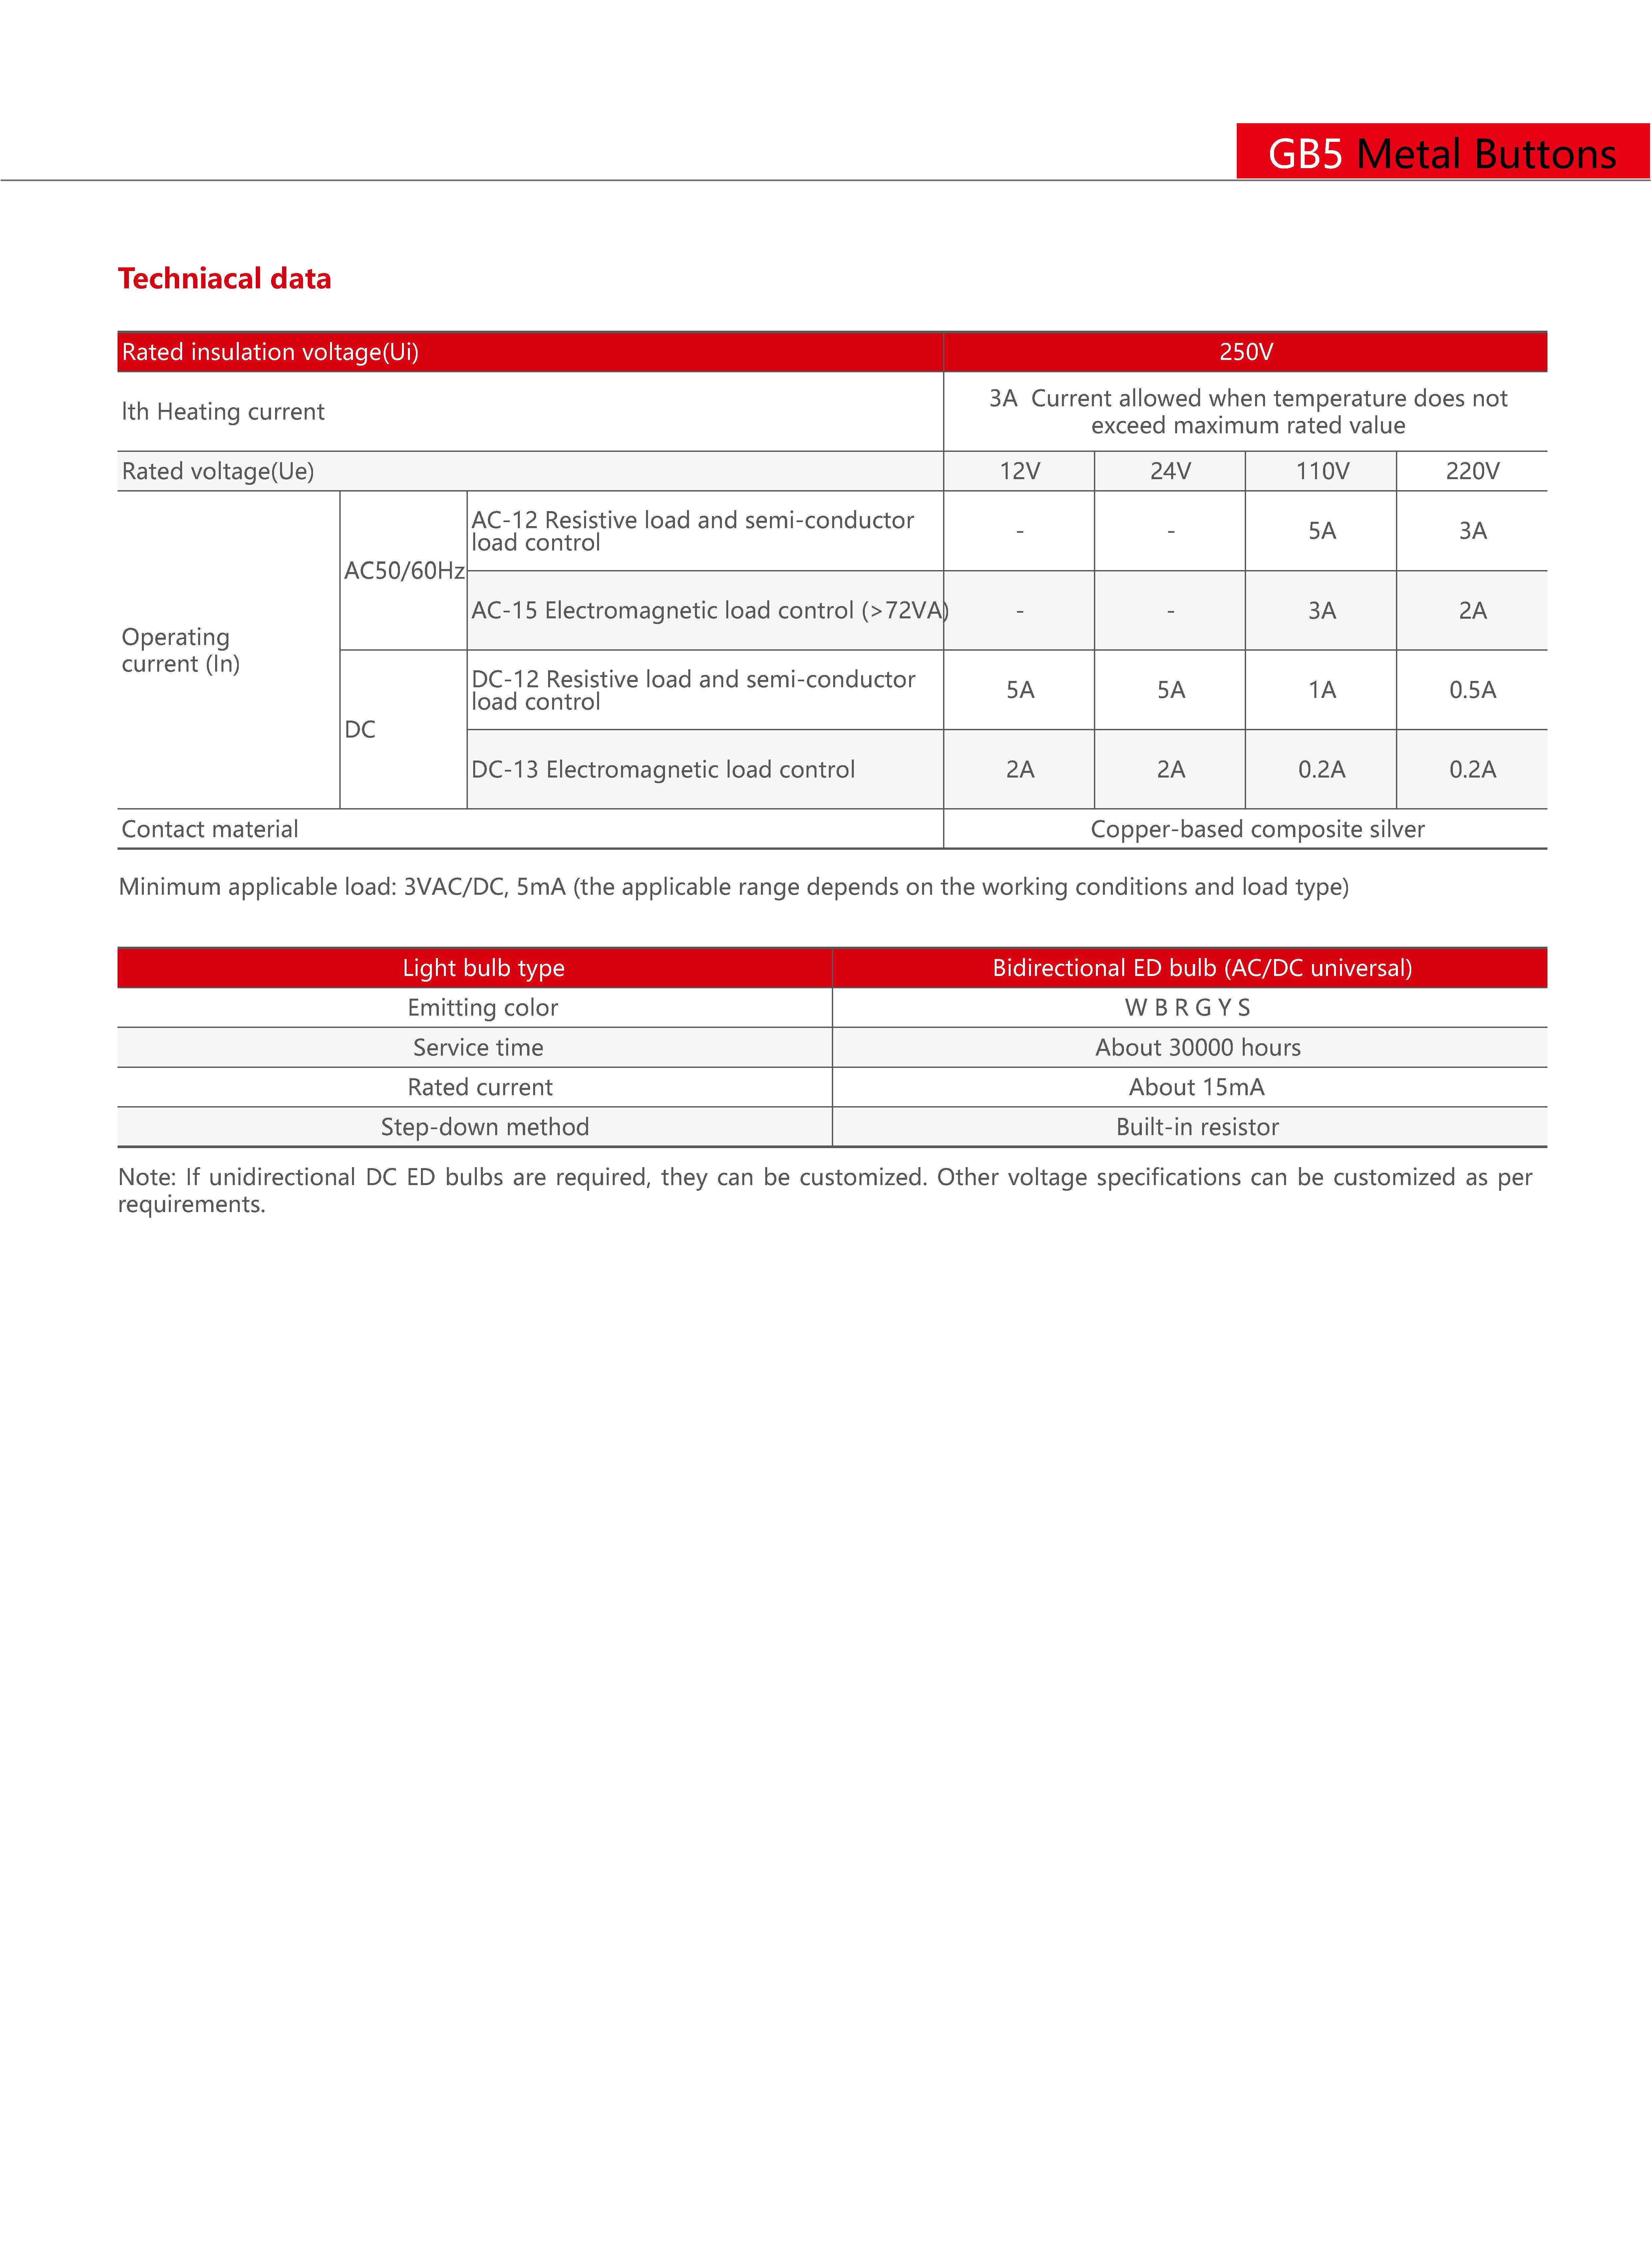 GB5 Metal Buttons
Techniacal data
Rated insulation voltage(Ui) 250V
lth Heating current
3A Current allowed when temperature does not
exceed maximum rated value
Rated voltage(Ue) 12V 24V 110V 220V
Operating
current (ln)
AC50/60Hz
AC-12 Resistive load and semi-conductor
load control
- - 5A 3A
AC-15 Electromagnetic load control (>72VA) - - 3A 2A
DC
DC-12 Resistive load and semi-conductor
load control
5A 5A 1A 0.5A
DC-13 Electromagnetic load control 2A 2A 0.2A 0.2A
Contact material Copper-based composite silver
Minimum applicable load: 3VAC/DC, 5mA (the applicable range depends on the working conditions and load type)
Light bulb type Bidirectional ED bulb (AC/DC universal)
Emitting color W B R G Y S
Service time About 30000 hours
Rated current About 15mA
Step-down method Built-in resistor
Note: If unidirectional DC ED bulbs are required, they can be customized. Other voltage specifications can be customized as per
requirements.